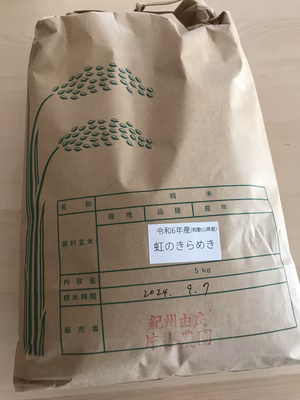 名称 精米
産地 品種 産年
原料玄米
令和6年産(和歌山県産)
虹のきらめき
内容量 5kg
精米時期 2024. 9. 7
販売者
紀州由良
農園